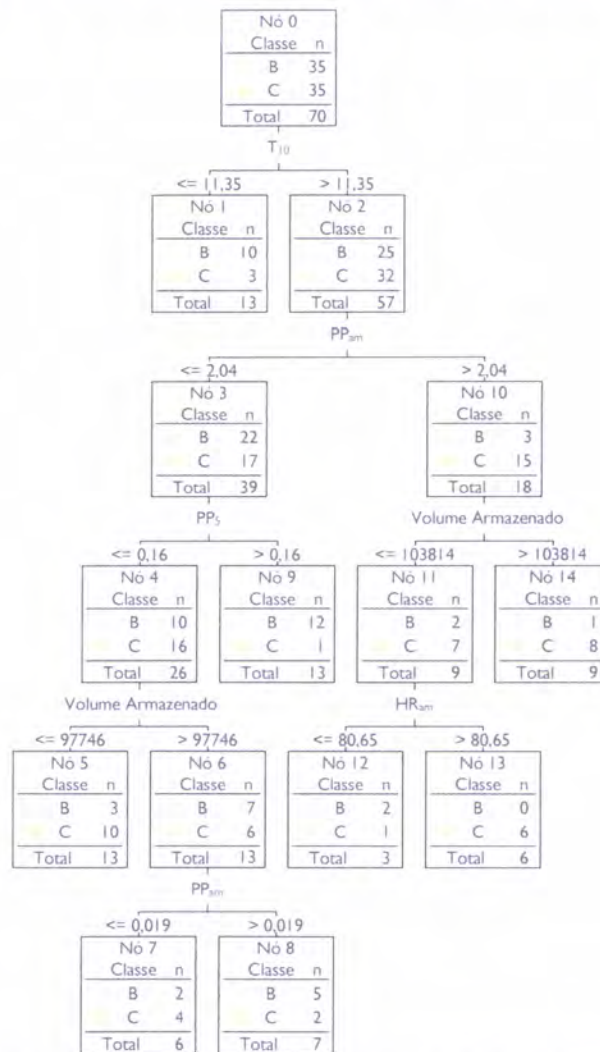 Nó 0
Classe n
B 35
C 35
Total 70
T10
<= 11,35 > 11,35
Nó 1 Nó 2
Classe n Classe n
B 10 B 25
C 3 C 32
Total 13 Total 57
PPam
<= 2,04 > 2,04
Nó 3 Nó 10
Classe n Classe n
B 22 B 3
C 17 C 15
Total 39 Total 18
PP5 Volume Armazenado
<= 0,16 > 0,16 <= 103814 > 103814
Nó 4 Nó 9 Nó 11 Nó 14
Classe n Classe n Classe n Classe n
B 10 B 12 B 2 B 1
C 16 C 1 C 7 C 8
Total 26 Total 13 Total 9 Total 9
Volume Armazenado HRam
<= 97746 > 97746 <= 80,65 > 80,65
Nó 5 Nó 6 Nó 12 Nó 13
Classe n Classe n Classe n Classe n
B 3 B 7 B 2 B 0
C 10 C 6 C 1 C 6
Total 13 Total 13 Total 3 Total 6
PPam
<= 0,019 > 0,019
Nó 7 Nó 8
Classe n Classe n
B 2 B 5
C 4 C 2
Total 6 Total 7